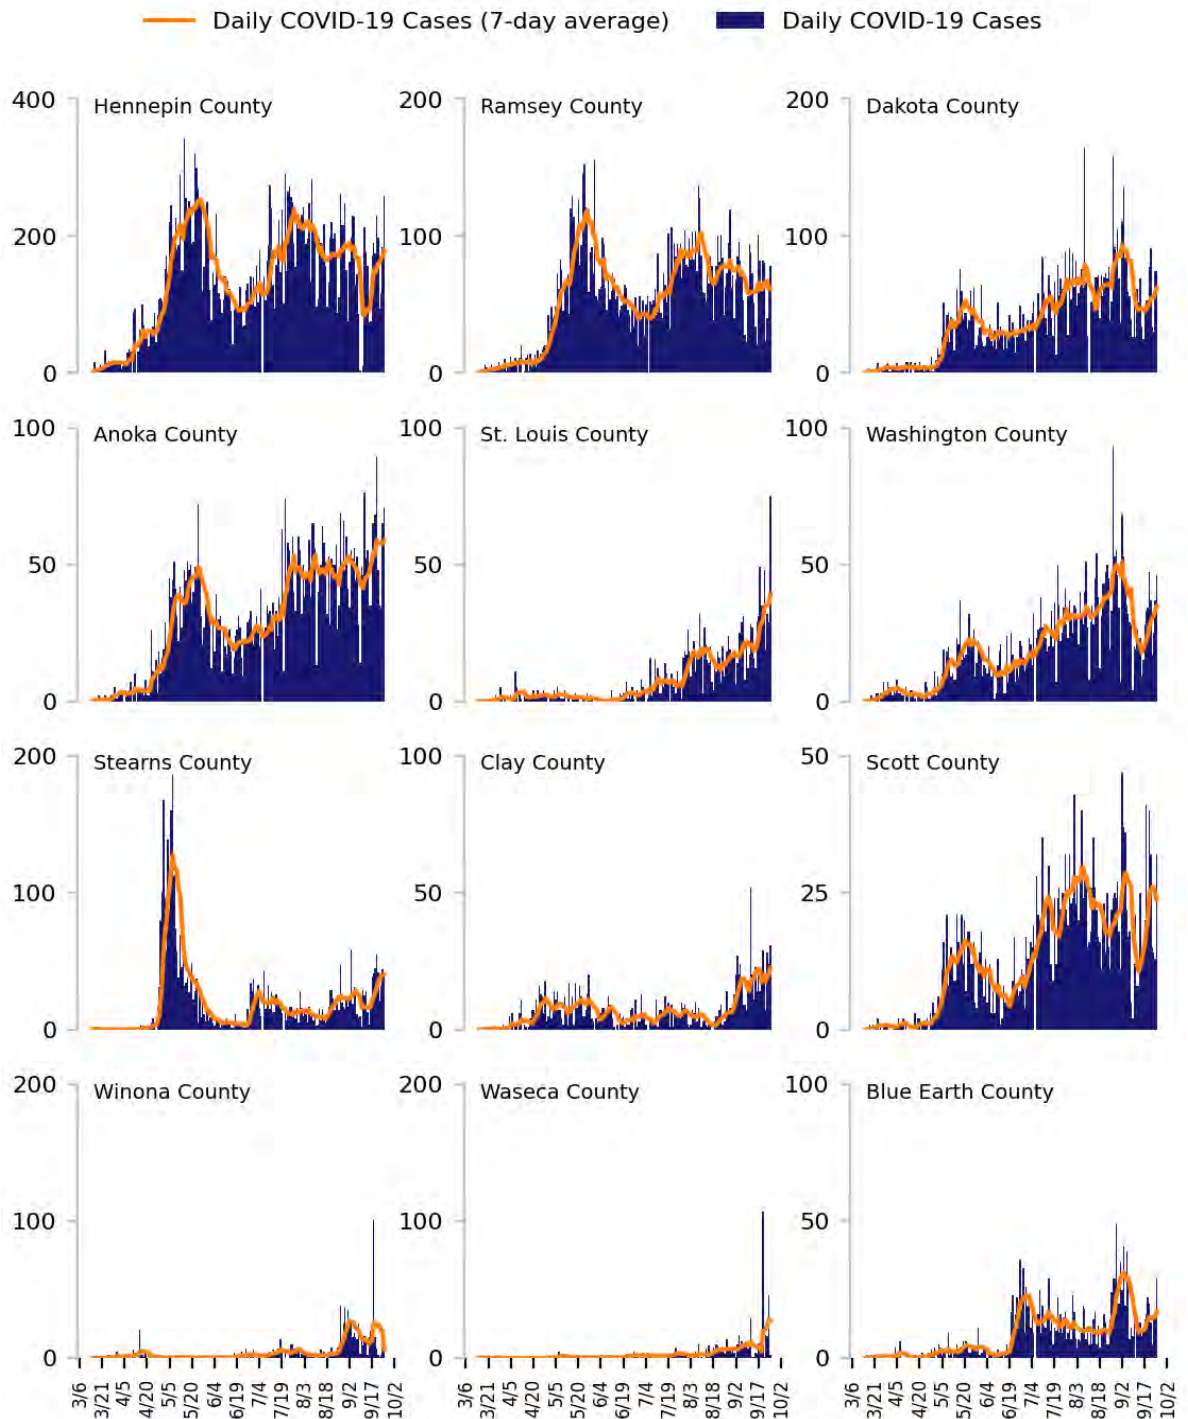 Daily COVID-19 Cases (7-day average) Daily COVID-19 Cases
400 Hennepin County 200 Ramsey County 200 Dakota County
200 100 100
0 0 0
100 Anoka County 100 St. Louis County 100 Washington County
50 50 50
0 0 0
200 Stearns County 100 Clay County 50 Scott County
100 50 25
0 0 0
200 Winona County 200 Waseca County 100 Blue Earth County
100 100 50
0 0 0
3/6 3/21 4/5 4/20 5/5 5/20 6/4 6/19 7/4 7/19 8/3 8/18 9/2 9/17 10/2 3/6 3/21 4/5 4/20 5/5 5/20 6/4 6/19 7/4 7/19 8/3 8/18 9/2 9/17 10/2 3/6 3/21 4/5 4/20 5/5 5/20 6/4 6/19 7/4 7/19 8/3 8/18 9/2 9/17 10/2